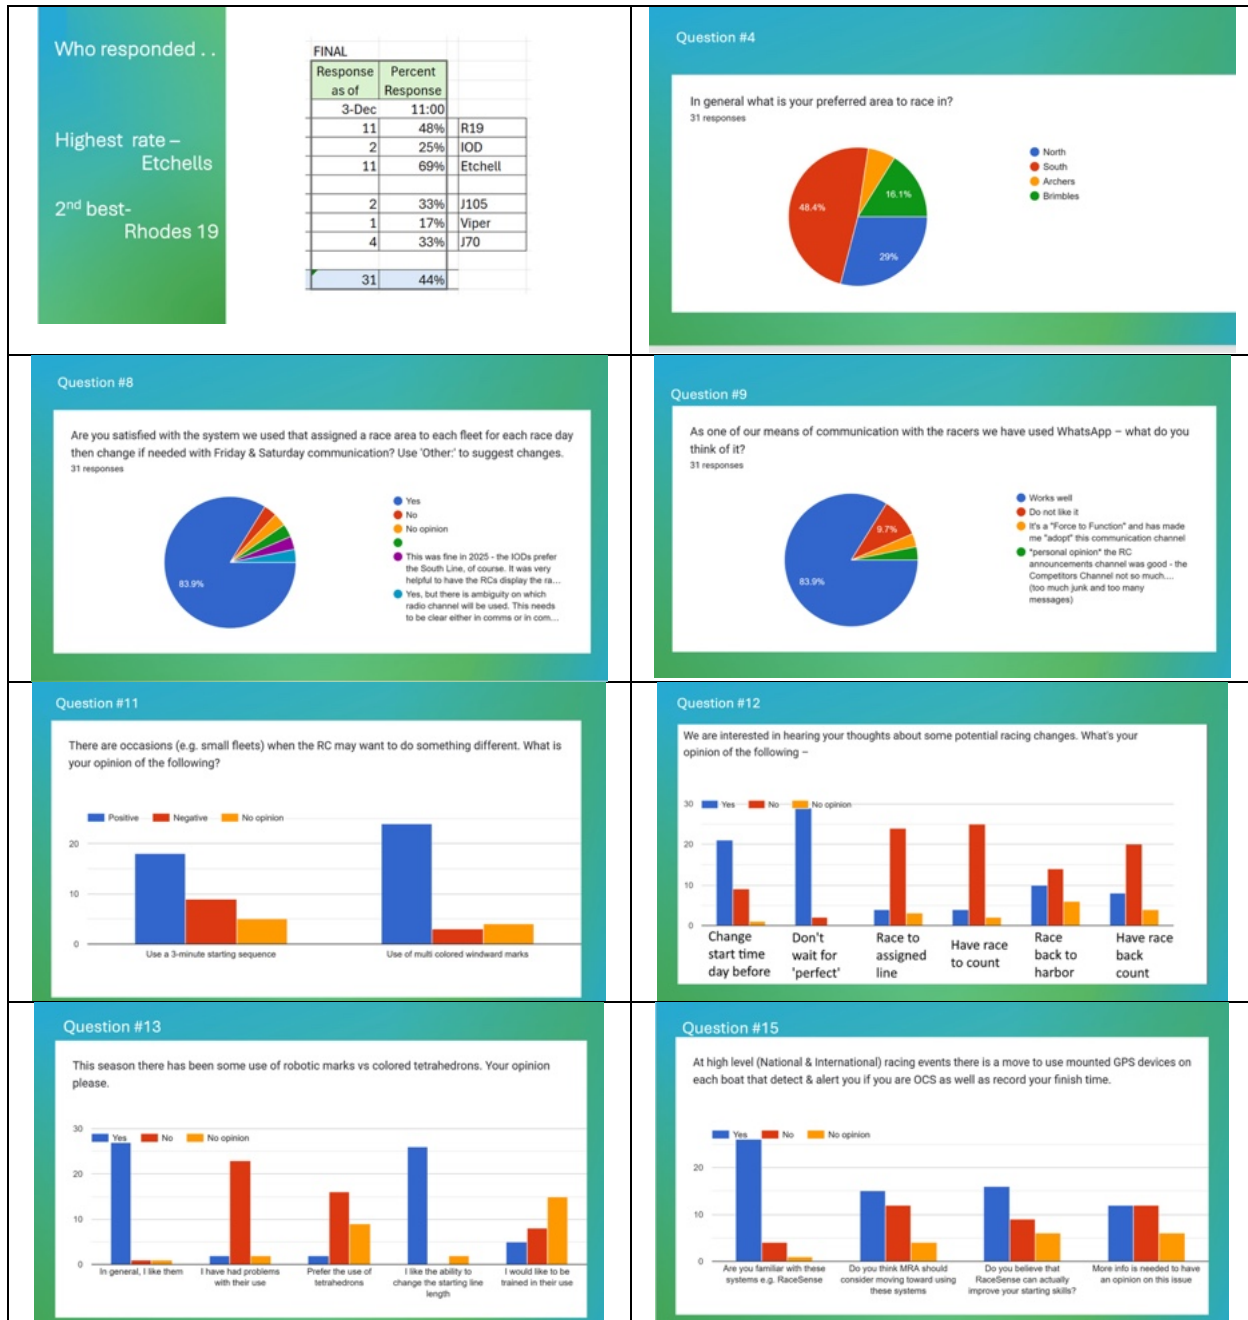 Who responded . .
Highest rate –
Etchells
2nd best-
Rhodes 19
FINAL
Response as of Percent Response
3-Dec 11:00
11 48% R19
2 25% IOD
11 69% Etchell
2 33% J105
1 17% Viper
4 33% J70
31 44%
Question #4
In general what is your preferred area to race in?
31 responses
North
South
Archers
Brimbles
48.4%
16.1%
29%
Question #8
Are you satisfied with the system we used that assigned a race area to each fleet for each race day
then change if needed with Friday & Saturday communication? Use 'Other:' to suggest changes.
31 responses
Yes
No
No opinion
This was fine in 2025 - the IODs prefer
the South Line, of course. It was very
helpful to have the RCs display the ra...
Yes, but there is ambiguity on which
radio channel will be used. This needs
to be clear either in comms or in com...
83.9%
Question #9
As one of our means of communication with the racers we have used WhatsApp – what do you
think of it?
31 responses
Works well
Do not like it
It's a "Force to Function" and has made
me "adopt" this communication channel
"personal opinion" the RC
announcements channel was good - the
Competitors Channel not so much....
(too much junk and too many
messages)
9.7%
83.9%
Question #11
There are occasions (e.g. small fleets) when the RC may want to do something different. What is
your opinion of the following?
Positive Negative No opinion
20
10
0
Use a 3-minute starting sequence
Use of multi colored windward marks
Question #12
We are interested in hearing your thoughts about some potential racing changes. What's your
opinion of the following –
30 Yes No No opinion
20
10
0
Change
start time
day before
Don't
wait for
'perfect'
Race to
assigned
line
Have race
to count
Race
back to
harbor
Have race
back
count
Question #13
This season there has been some use of robotic marks vs colored tetrahedrons. Your opinion
please.
30
Yes No No opinion
20
10
0
In general, I like them
I have had problems
with their use
Prefer the use of
tetrahedrons
I like the ability to
change the starting line
length
I would like to be
trained in their use
Question #15
At high level (National & International) racing events there is a move to use mounted GPS devices on
each boat that detect & alert you if you are OCS as well as record your finish time.
Yes No No opinion
20
10
0
Are you familiar with these
systems e.g. RaceSense
Do you think MRA should
consider moving toward using
these systems
Do you believe that
RaceSense can actually
improve your starting skills?
More info is needed to have
an opinion on this issue